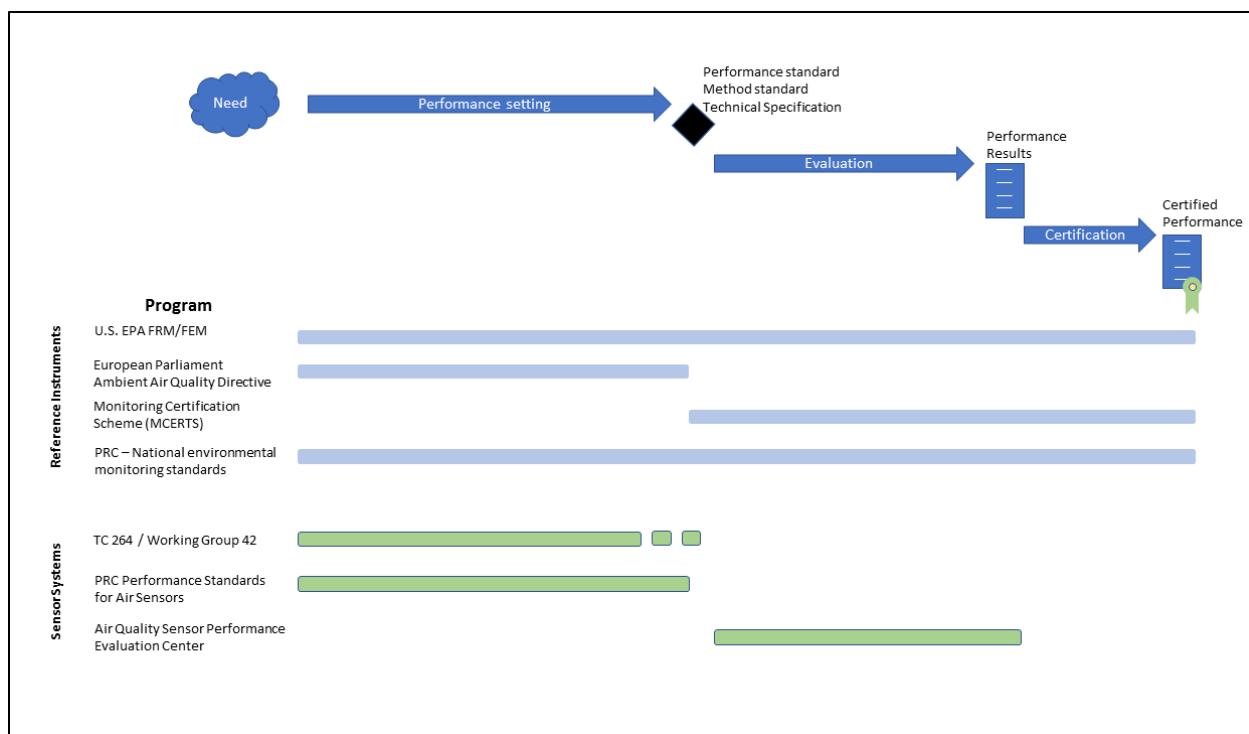 Need
Performance setting
Performance standard
Method standard
Technical Specification
Evaluation
Performance
Results
Certification
Certified
Performance
Program
Reference Instruments
U.S. EPA FRM/FEM
European Parliament
Ambient Air Quality Directive
Monitoring Certification
Scheme (MCERTS)
PRC – National environmental
monitoring standards
Sensor Systems
TC 264 / Working Group 42
PRC Performance Standards
for Air Sensors
Air Quality Sensor Performance
Evaluation Center